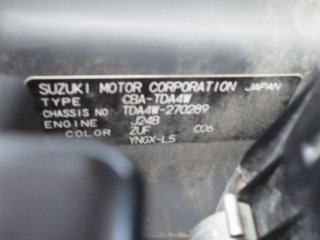 SUZUKI MOTOR CORPORATION JAPAN
TYPE CBA-TDA4W
CHASSIS NO TDA4W-270289
ENGINE J24B
COLOR ZUF C06
YNGX-L5